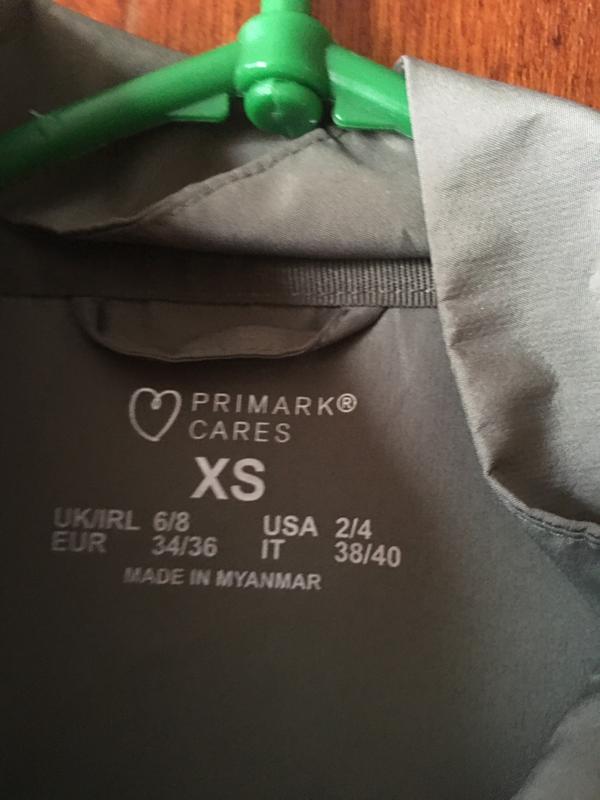 PRIMARK®
CARES
XS
UK/IRL 6/8 USA 2/4
EUR 34/36 IT 38/40
MADE IN MYANMAR